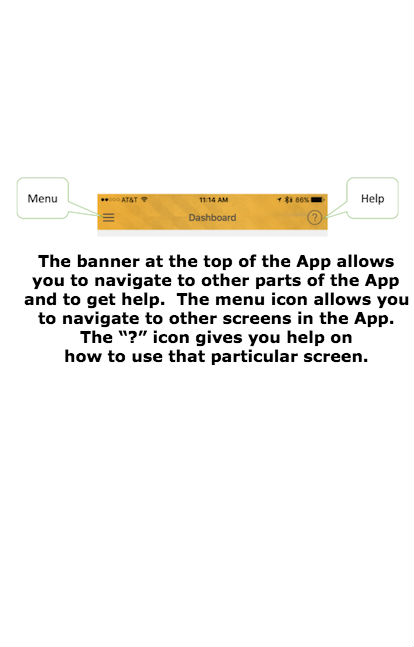 Menu
Help
AT&T 11:14 AM 86%
Dashboard
?
The banner at the top of the App allows
you to navigate to other parts of the App
and to get help.  The menu icon allows you
to navigate to other screens in the App.
The “?” icon gives you help on
how to use that particular screen.